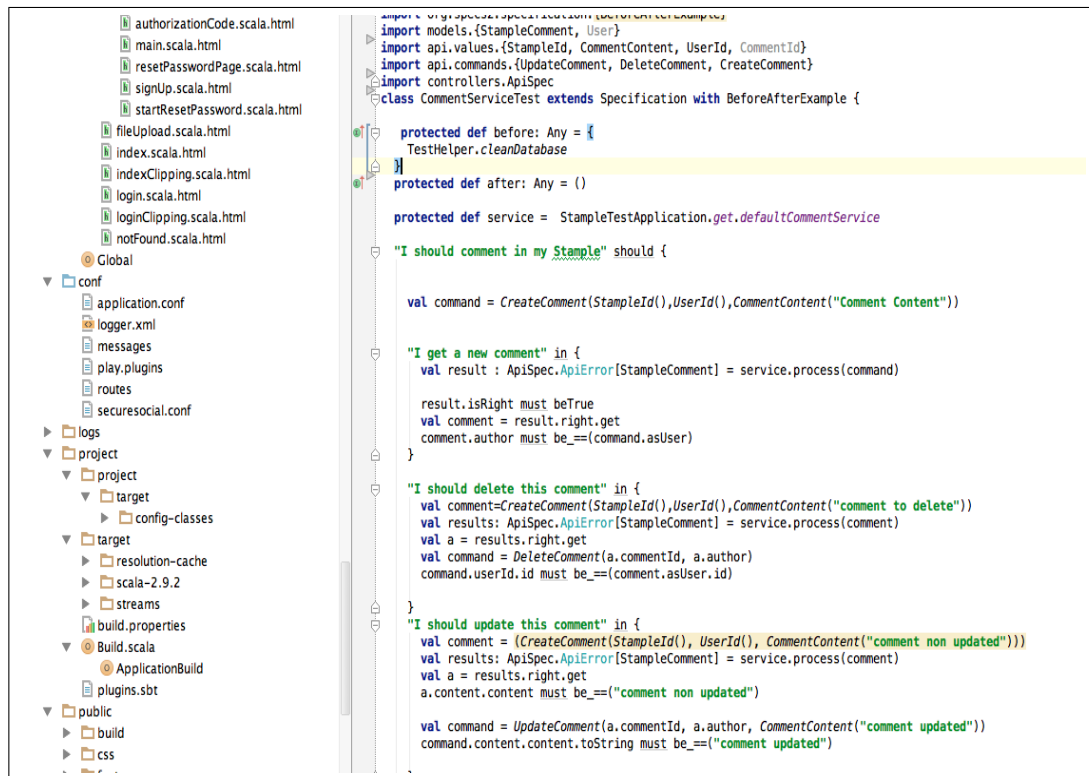 authorizationCode.scala.html
main.scala.html
resetPasswordPage.scala.html
signUp.scala.html
startResetPassword.scala.html
fileUpload.scala.html
index.scala.html
indexClipping.scala.html
login.scala.html
loginClipping.scala.html
notFound.scala.html
Global
conf
application.conf
logger.xml
messages
play.plugins
routes
securesocial.conf
logs
project
project
target
config-classes
target
resolution-cache
scala-2.9.2
streams
build.properties
Build.scala
ApplicationBuild
plugins.sbt
public
build
css
import org.specs2.specification.{BeforeAfterExample}
import models.{StampleComment, User}
import api.values.{StampleId, CommentContent, UserId, CommentId}
import api.commands.{UpdateComment, DeleteComment, CreateComment}
import controllers.ApiSpec
class CommentServiceTest extends Specification with BeforeAfterExample {
protected def before: Any = {
TestHelper.cleanDatabase
}
protected def after: Any = ()
protected def service = StampleTestApplication.get.defaultCommentService
"I should comment in my Stample" should {
val command = CreateComment(StampleId(),UserId(),CommentContent("Comment Content"))
"I get a new comment" in {
val result : ApiSpec.ApiError[StampleComment] = service.process(command)
result.isRight must beTrue
val comment = result.right.get
comment.author must be_==(command.asUser)
}
"I should delete this comment" in {
val comment=CreateComment(StampleId(),UserId(),CommentContent("comment to delete"))
val results: ApiSpec.ApiError[StampleComment] = service.process(comment)
val a = results.right.get
val command = DeleteComment(a.commentId, a.author)
command.userId.id must be_==(comment.asUser.id)
}
"I should update this comment" in {
val comment = (CreateComment(StampleId(), UserId(), CommentContent("comment non updated")))
val results: ApiSpec.ApiError[StampleComment] = service.process(comment)
val a = results.right.get
a.content.content must be_==("comment non updated")
val command = UpdateComment(a.commentId, a.author, CommentContent("comment updated"))
command.content.content.toString must be_==("comment updated")